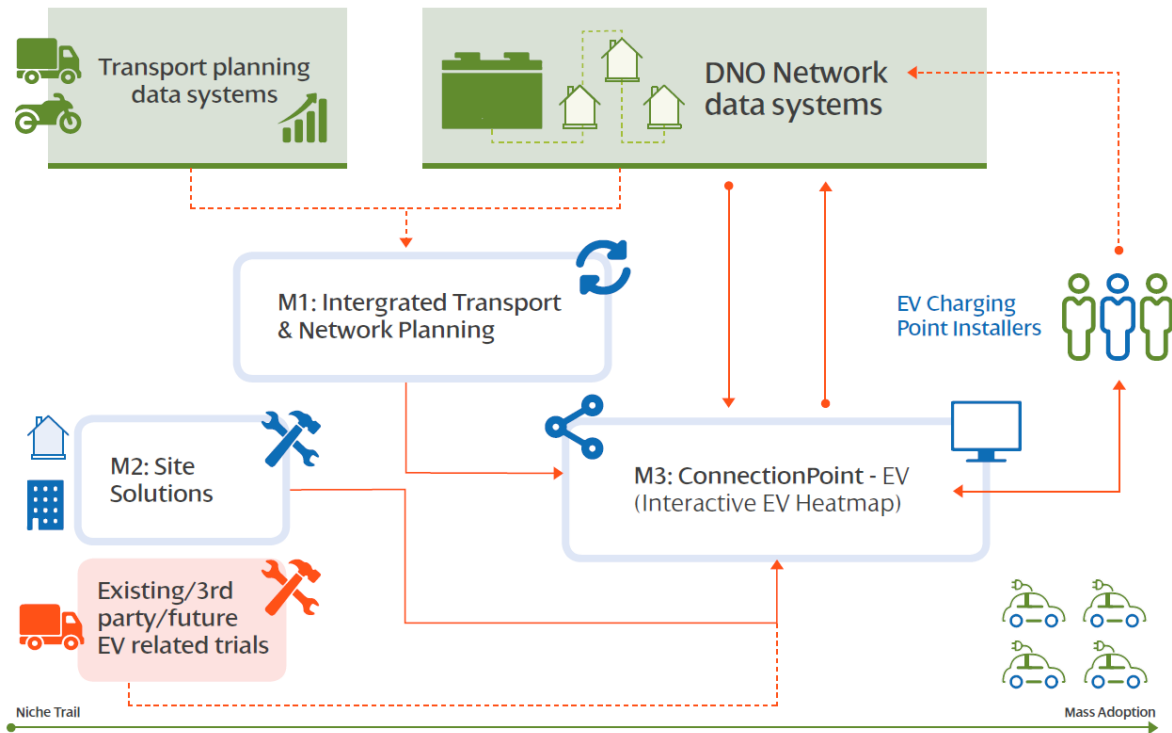 Transport planning
data systems
DNO Network
data systems
M1: Intergrated Transport
& Network Planning
EV Charging
Point Installers
M2: Site
Solutions
M3: ConnectionPoint - EV
(Interactive EV Heatmap)
Existing/3rd
party/future
EV related trials
Niche Trail
Mass Adoption